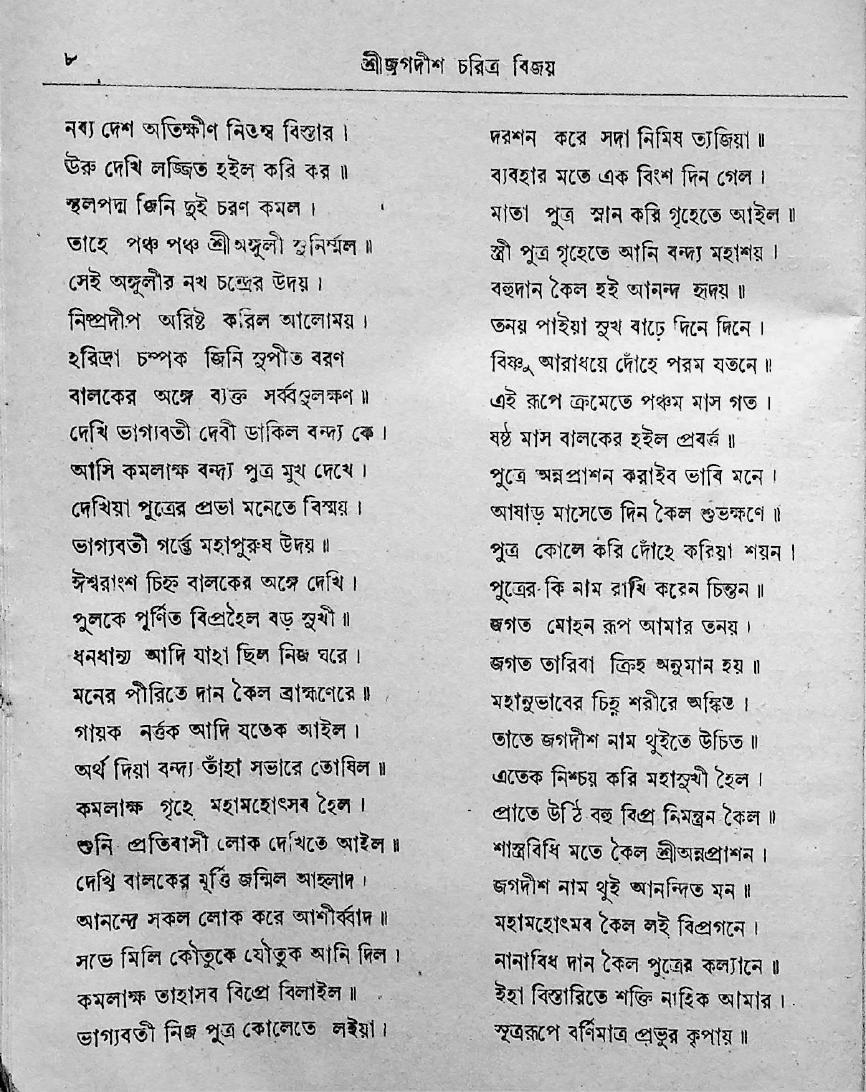 ৮
শ্রীজগদীশ চরিত্র বিজয়
নব্য দেশ অতিক্ষীণ নিতম্ব বিস্তার ।
উরু দেখি লজ্জিত হইল করি কর ॥
স্থলপদ্ম জিনি দুই চরণ কমল ।
তাহে পঞ্চ পঞ্চ শ্রীঅঙ্গুলী সুনির্ম্মল ॥
সেই অঙ্গুলীর নখ চন্দ্রের উদয় ।
নিষ্প্রদীপ অরিষ্ট করিল আলোময় ।
হরিদ্রা চম্পক জিনি সুপীত বরণ
বালকের অঙ্গে ব্যক্ত সর্ব্বসুলক্ষণ ॥
দেখি ভাগ্যবতী দেবী ডাকিল বন্দ্য কে ।
আসি কমলাক্ষ বন্দ্য পুত্র মুখ দেখে ।
দেখিয়া পুত্রের প্রভা মনেতে বিস্ময় ।
ভাগ্যবতী গর্ব্ভে মহাপুরুষ উদয় ॥
ঈশ্বরাংশ চিহ্ন বালকের অঙ্গে দেখি ।
পুলকে পুর্ণিত বিপ্রহৈল বড় সুখী ॥
ধনধান্য আদি যাহা ছিল নিজ ঘরে ।
মনের পীরিতে দান কৈল ব্রাহ্মণেরে ॥
গায়ক নর্ত্তক আদি যতেক আইল ।
অর্থ দিয়া বন্দ্য তাঁহা সভারে তোষিল ॥
কমলাক্ষ গৃহে মহামহোৎসব হৈল ।
শুনি প্রতিবাসী লোক দেখিতে আইল ॥
দেখি বালকের মূর্ত্তি জন্মিল আহ্লাদ ।
আনন্দে সকল লোক করে আশীর্ব্বাদ ॥
সভে মিলি কৌতুকে যৌতুক আনি দিল ।
কমলাক্ষ তাহাসব বিপ্রে বিলাইল ॥
ভাগ্যবতী নিজ পুত্র কোলেতে লইয়া ।
দরশন করে সদা নিমিষ ত্যজিয়া ॥
ব্যবহার মতে এক বিংশ দিন গেল ।
মাতা পুত্র স্নান করি গৃহেতে আইল ॥
স্ত্রী পুত্র গৃহেতে আনি বন্দ্য মহাশয় ।
বহুদান কৈল হই আনন্দ হৃদয় ॥
তনয় পাইয়া সুখ বাঢ়ে দিনে দিনে ।
বিষ্ণু আরাধয়ে দোঁহে পরম যতনে ॥
এই রূপে ক্রমেতে পঞ্চম মাস গত ।
ষষ্ঠ মাস বালকের হইল প্রবর্ত্ত ॥
পুত্রে অন্নপ্রাশন করাইব ভাবি মনে ।
আষাড় মাসেতে দিন কৈল শুভক্ষণে ॥
পুত্র কোলে করি দোঁহে করিয়া শয়ন ।
পুত্রের কি নাম রাখি করেন চিন্তন ॥
জগত মোহন রূপ আমার তনয় ।
জগত তারিবা ক্রিহ অনুমান হয় ॥
মহানুভাবের চিহ্ন শরীরে অঙ্কিত ।
তাতে জগদীশ নাম থুইতে উচিত ॥
এতেক নিশ্চয় করি মহাসুখী হৈল ।
প্রাতে উঠি বহু বিপ্র নিমন্ত্রন কৈল ॥
শাস্ত্রবিধি মতে কৈল শ্রীঅন্নপ্রাশন ।
জগদীশ নাম থুই আনন্দিত মন ॥
মহামহোৎসব কৈল লই বিপ্রগনে ।
নানাবিধ দান কৈল পুত্রের কল্যানে ॥
ইহা বিস্তারিতে শক্তি নাহিক আমার ।
সূত্ররূপে বর্ণিমাত্র প্রভুর কৃপায় ॥